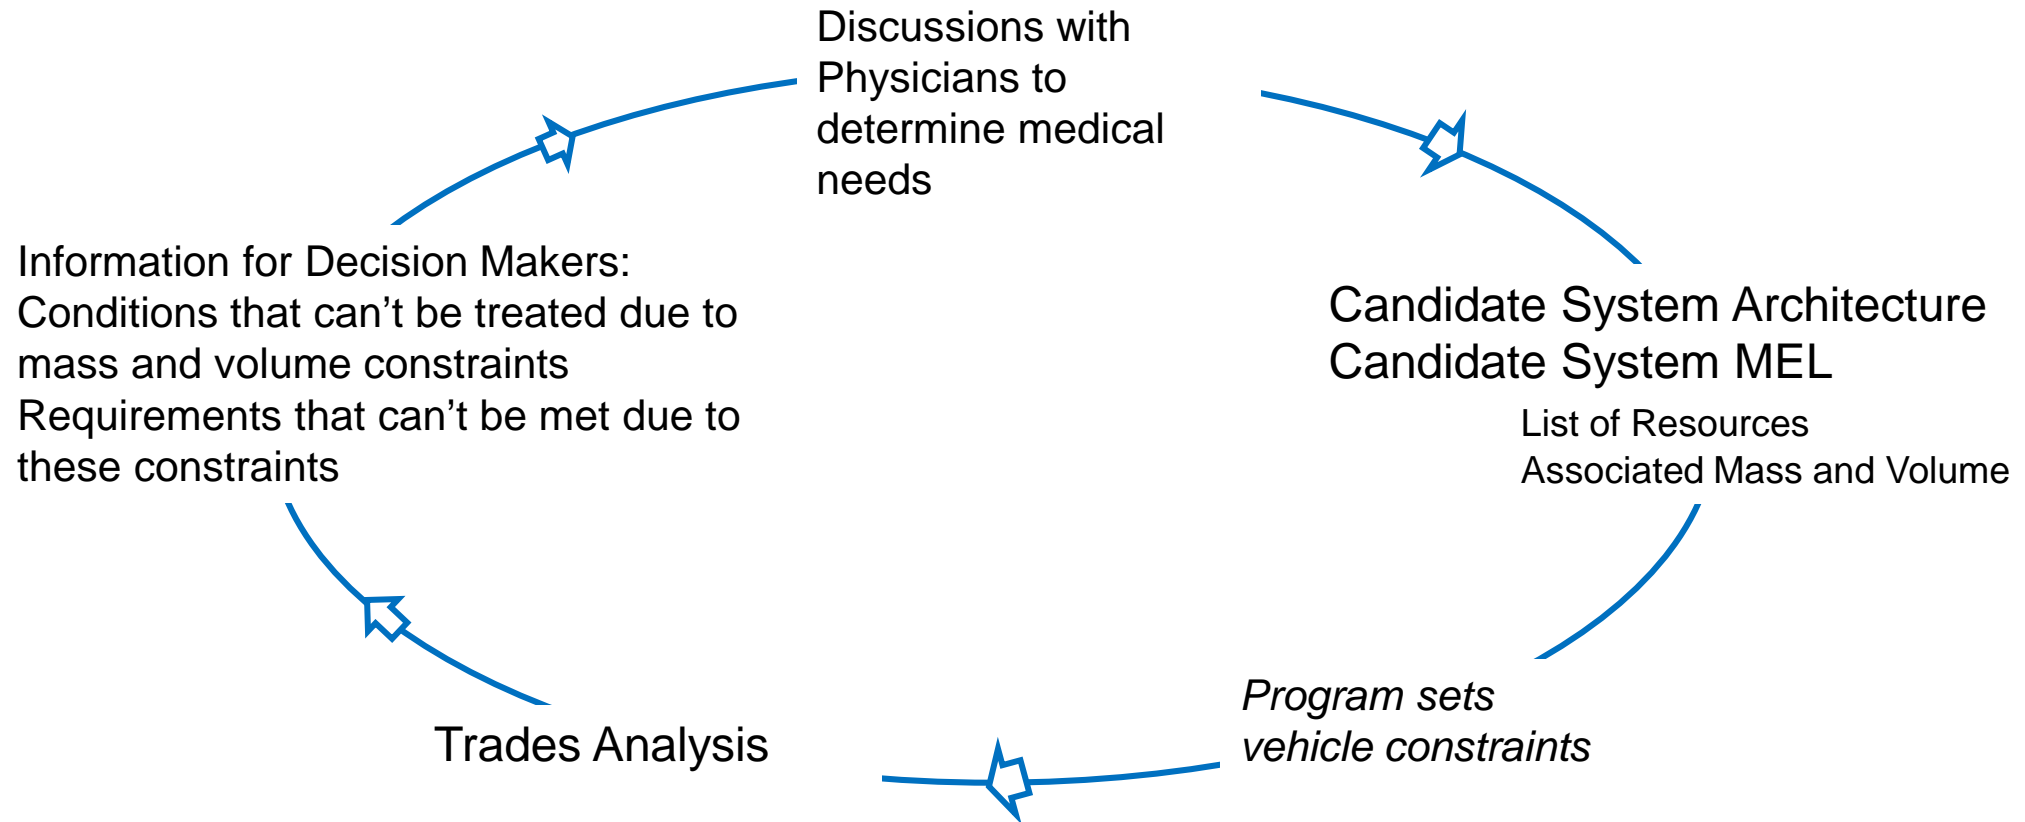 Discussions with
Physicians to
determine medical
needs
Candidate System Architecture
Candidate System MEL
List of Resources
Associated Mass and Volume
Program sets
vehicle constraints
Trades Analysis
Information for Decision Makers:
Conditions that can’t be treated due to
mass and volume constraints
Requirements that can’t be met due to
these constraints